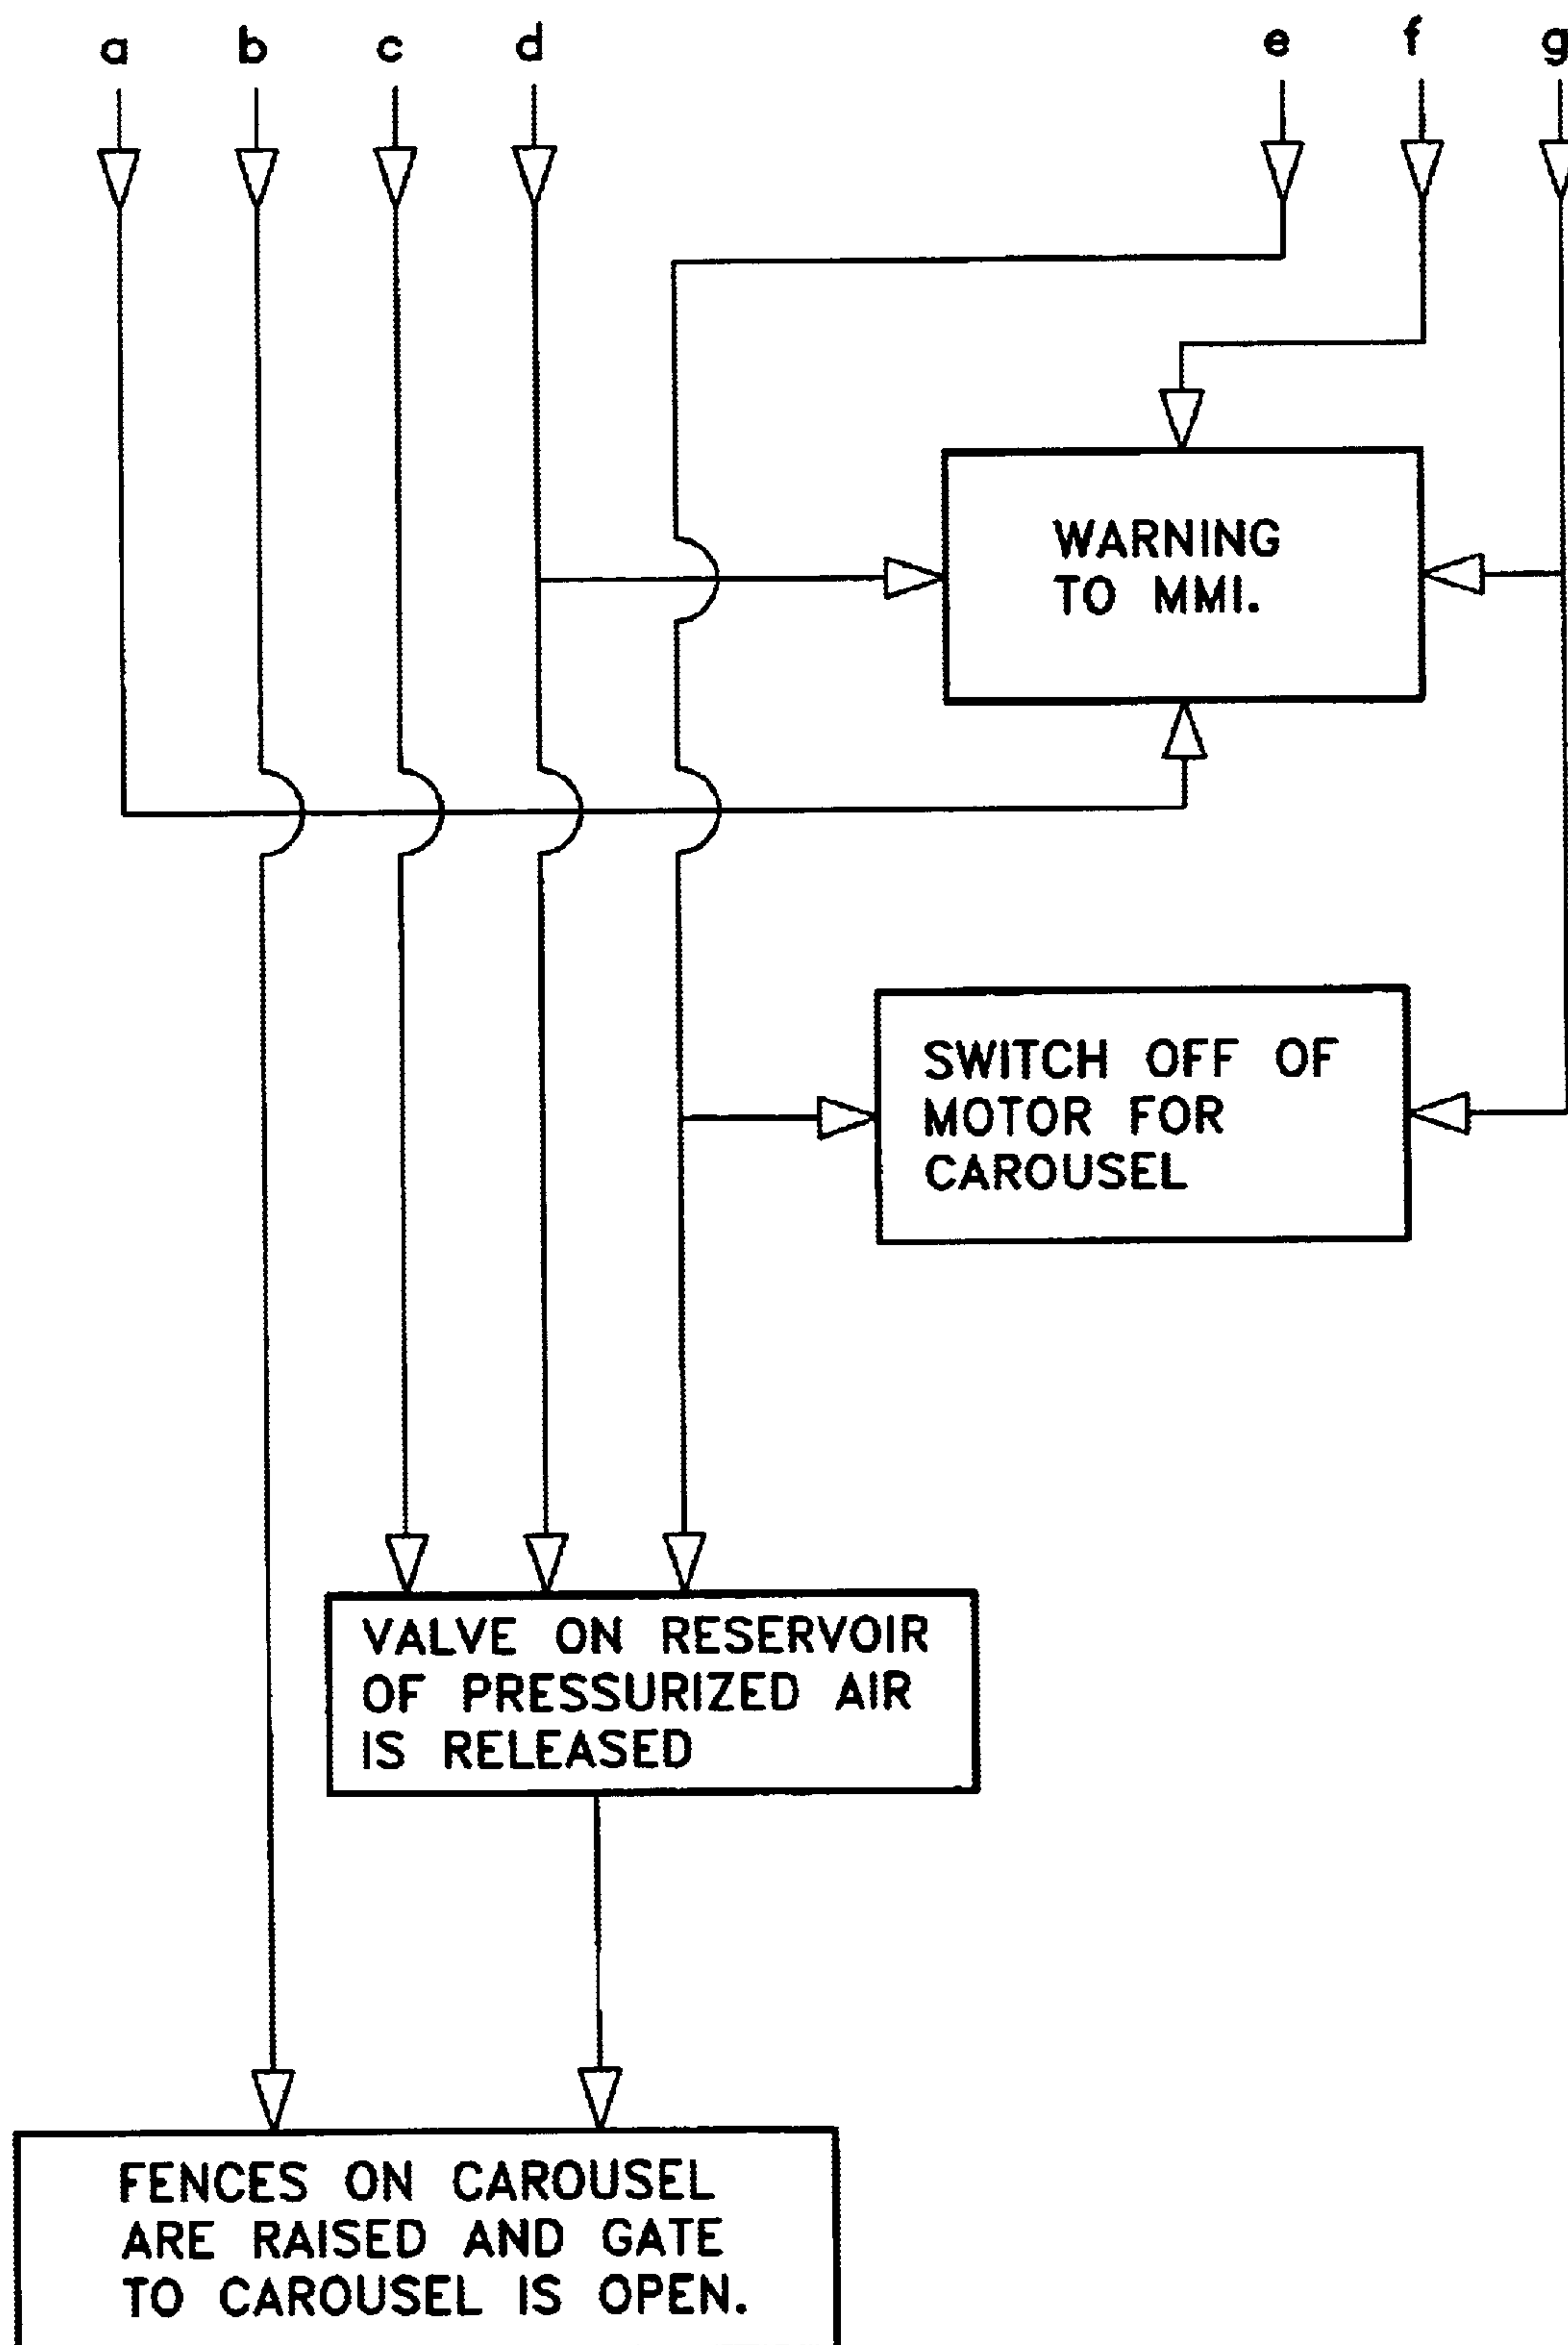 a b c d e f g
WARNING
TO MMI.
SWITCH OFF OF
MOTOR FOR
CAROUSEL
VALVE ON RESERVOIR
OF PRESSURIZED AIR
IS RELEASED
FENCES ON CAROUSEL
ARE RAISED AND GATE
TO CAROUSEL IS OPEN.